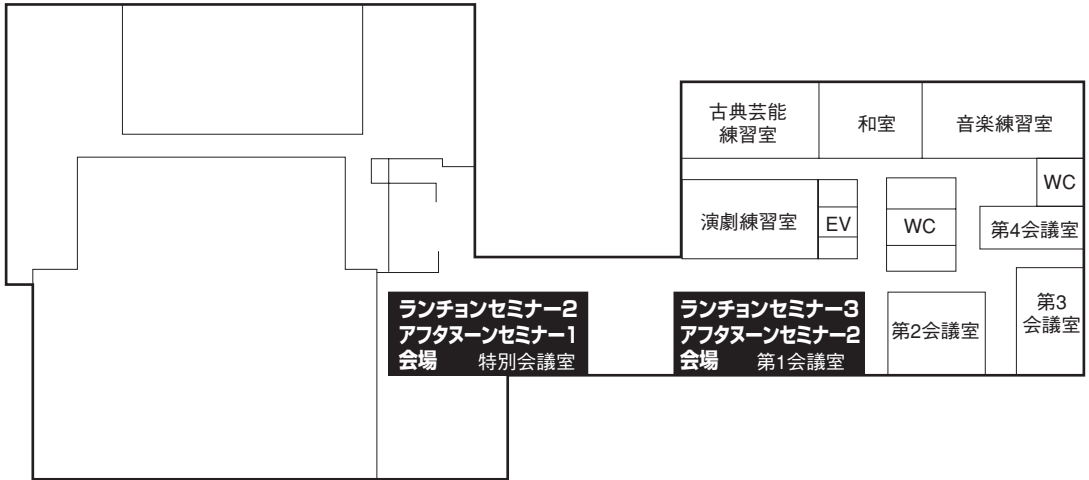 古典芸能
練習室
和室
音楽練習室
WC
演劇練習室
EV
WC
第4会議室
ランチョンセミナー2
アフタヌーンセミナー1
会場 特別会議室
ランチョンセミナー3
アフタヌーンセミナー2
会場 第1会議室
第2会議室
第3
会議室